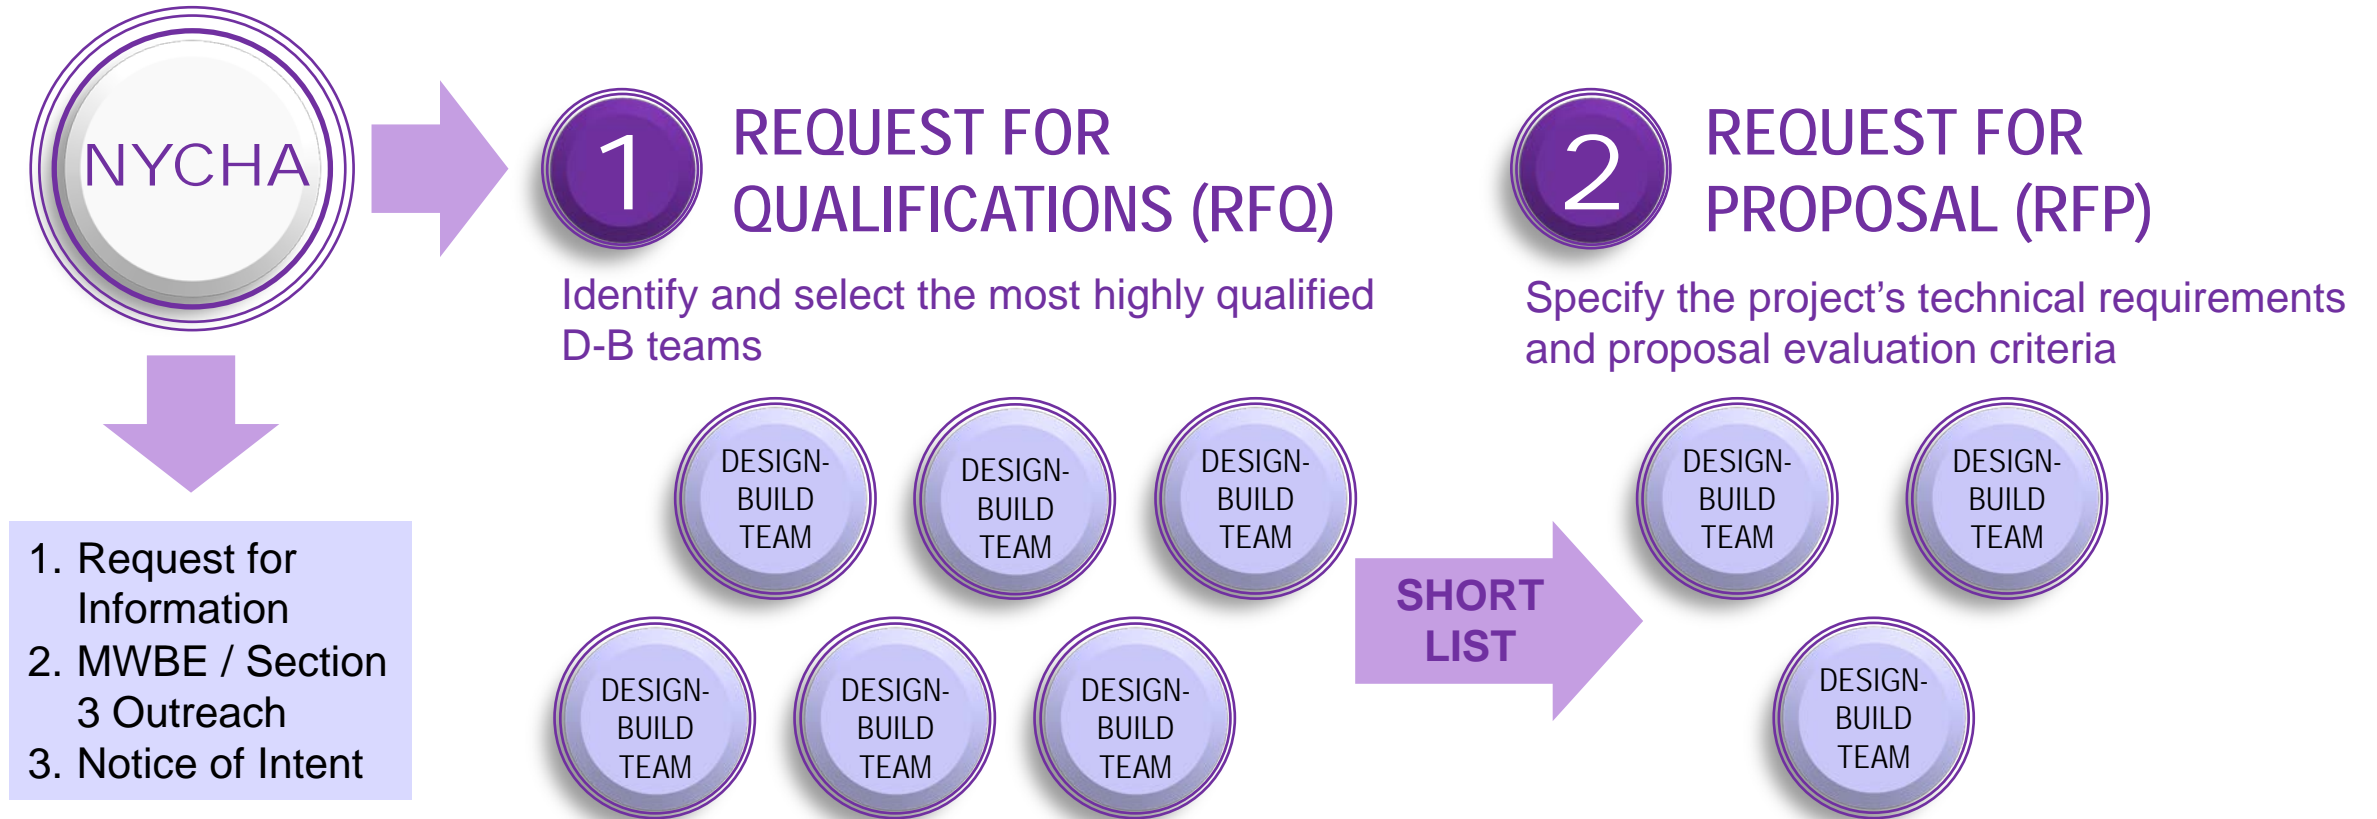 NYCHA
1
REQUEST FOR
QUALIFICATIONS (RFQ)
Identify and select the most highly qualified
D-B teams
2
REQUEST FOR
PROPOSAL (RFP)
Specify the project's technical requirements
and proposal evaluation criteria
1. Request for
Information
2. MWBE / Section
3 Outreach
3. Notice of Intent
DESIGN-
BUILD
TEAM
DESIGN-
BUILD
TEAM
DESIGN-
BUILD
TEAM
DESIGN-
BUILD
TEAM
DESIGN-
BUILD
TEAM
DESIGN-
BUILD
TEAM
SHORT
LIST
DESIGN-
BUILD
TEAM
DESIGN-
BUILD
TEAM
DESIGN-
BUILD
TEAM